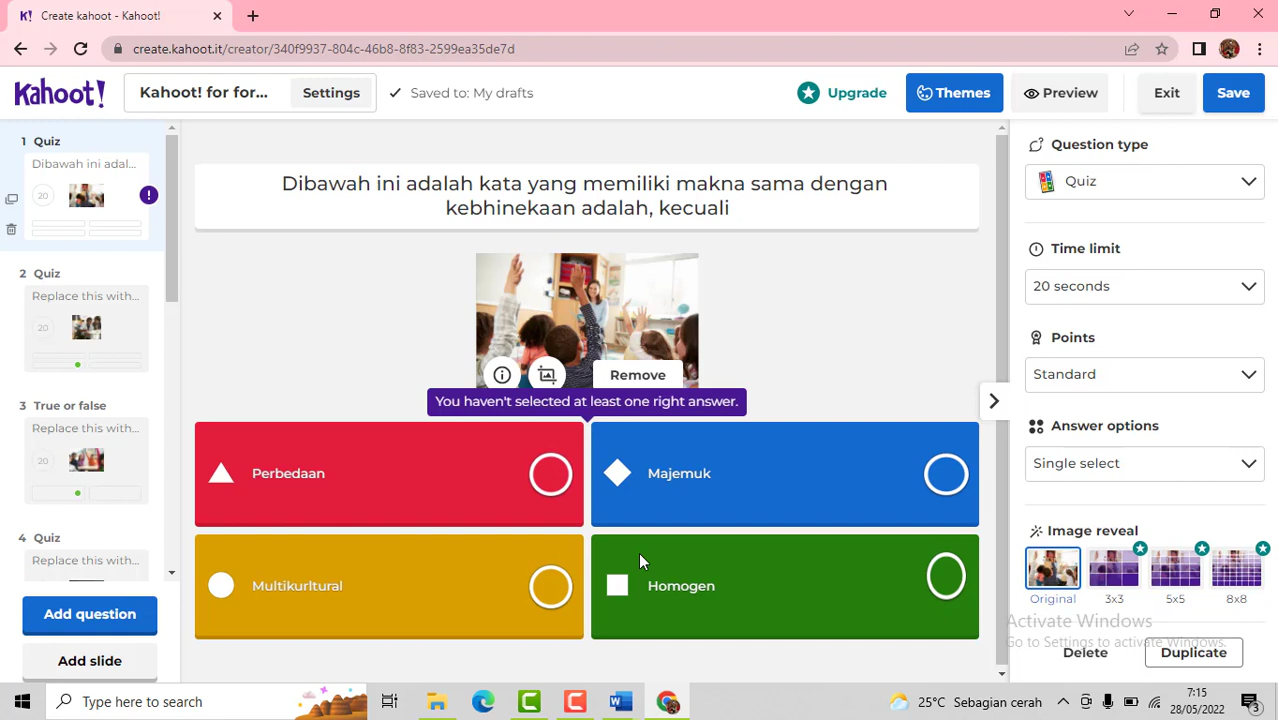 Create kahoot - Kahoot!
create.kahoot.it/creator/340f9937-804c-46b8-8f83-2599ea35de7d
Kahoot!
Kahoot! for for...
Settings
Saved to: My drafts
Upgrade
Themes
Preview
Exit
Save
1 Quiz
Dibawah ini adal...
20
2 Quiz
Replace this with...
20
3 True or false
Replace this with...
20
4 Quiz
Replace this with...
Add question
Add slide
Dibawah ini adalah kata yang memiliki makna sama dengan
kebhinekaan adalah, kecuali
Remove
You haven't selected at least one right answer.
Perbedaan
Majemuk
Multikurltural
Homogen
Question type
Quiz
Time limit
20 seconds
Points
Standard
Answer options
Single select
Image reveal
Original
3x3
5x5
8x8
Activate Windows
Go to Settings to activate Windows.
Delete
Duplicate
Type here to search
25°C Sebagian cerah
7:15
28/05/2022
3